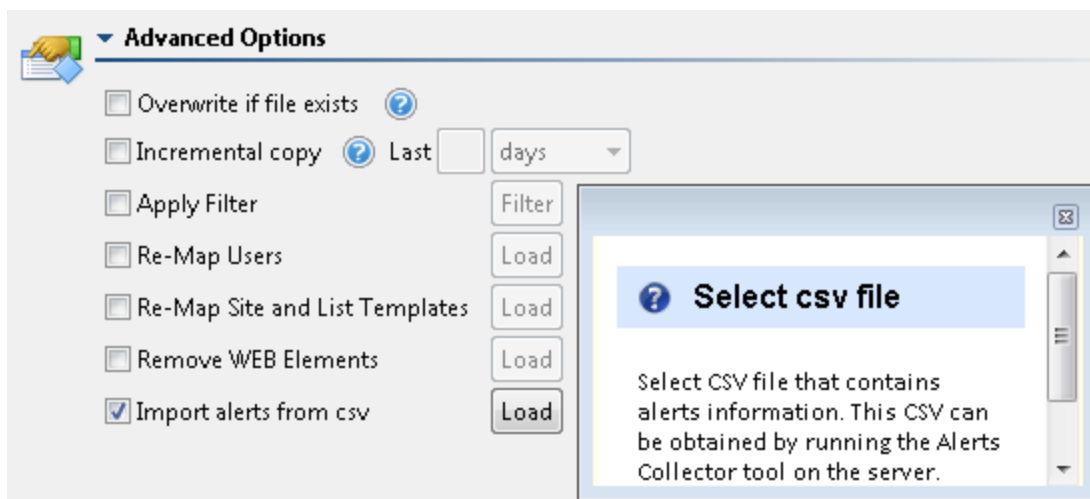 Advanced Options
Overwrite if file exists
Incremental copy Last days
Apply Filter Filter
Re-Map Users Load
Re-Map Site and List Templates Load
Remove WEB Elements Load
Import alerts from csv Load
Select csv file
Select CSV file that contains
alerts information. This CSV can
be obtained by running the Alerts
Collector tool on the server.